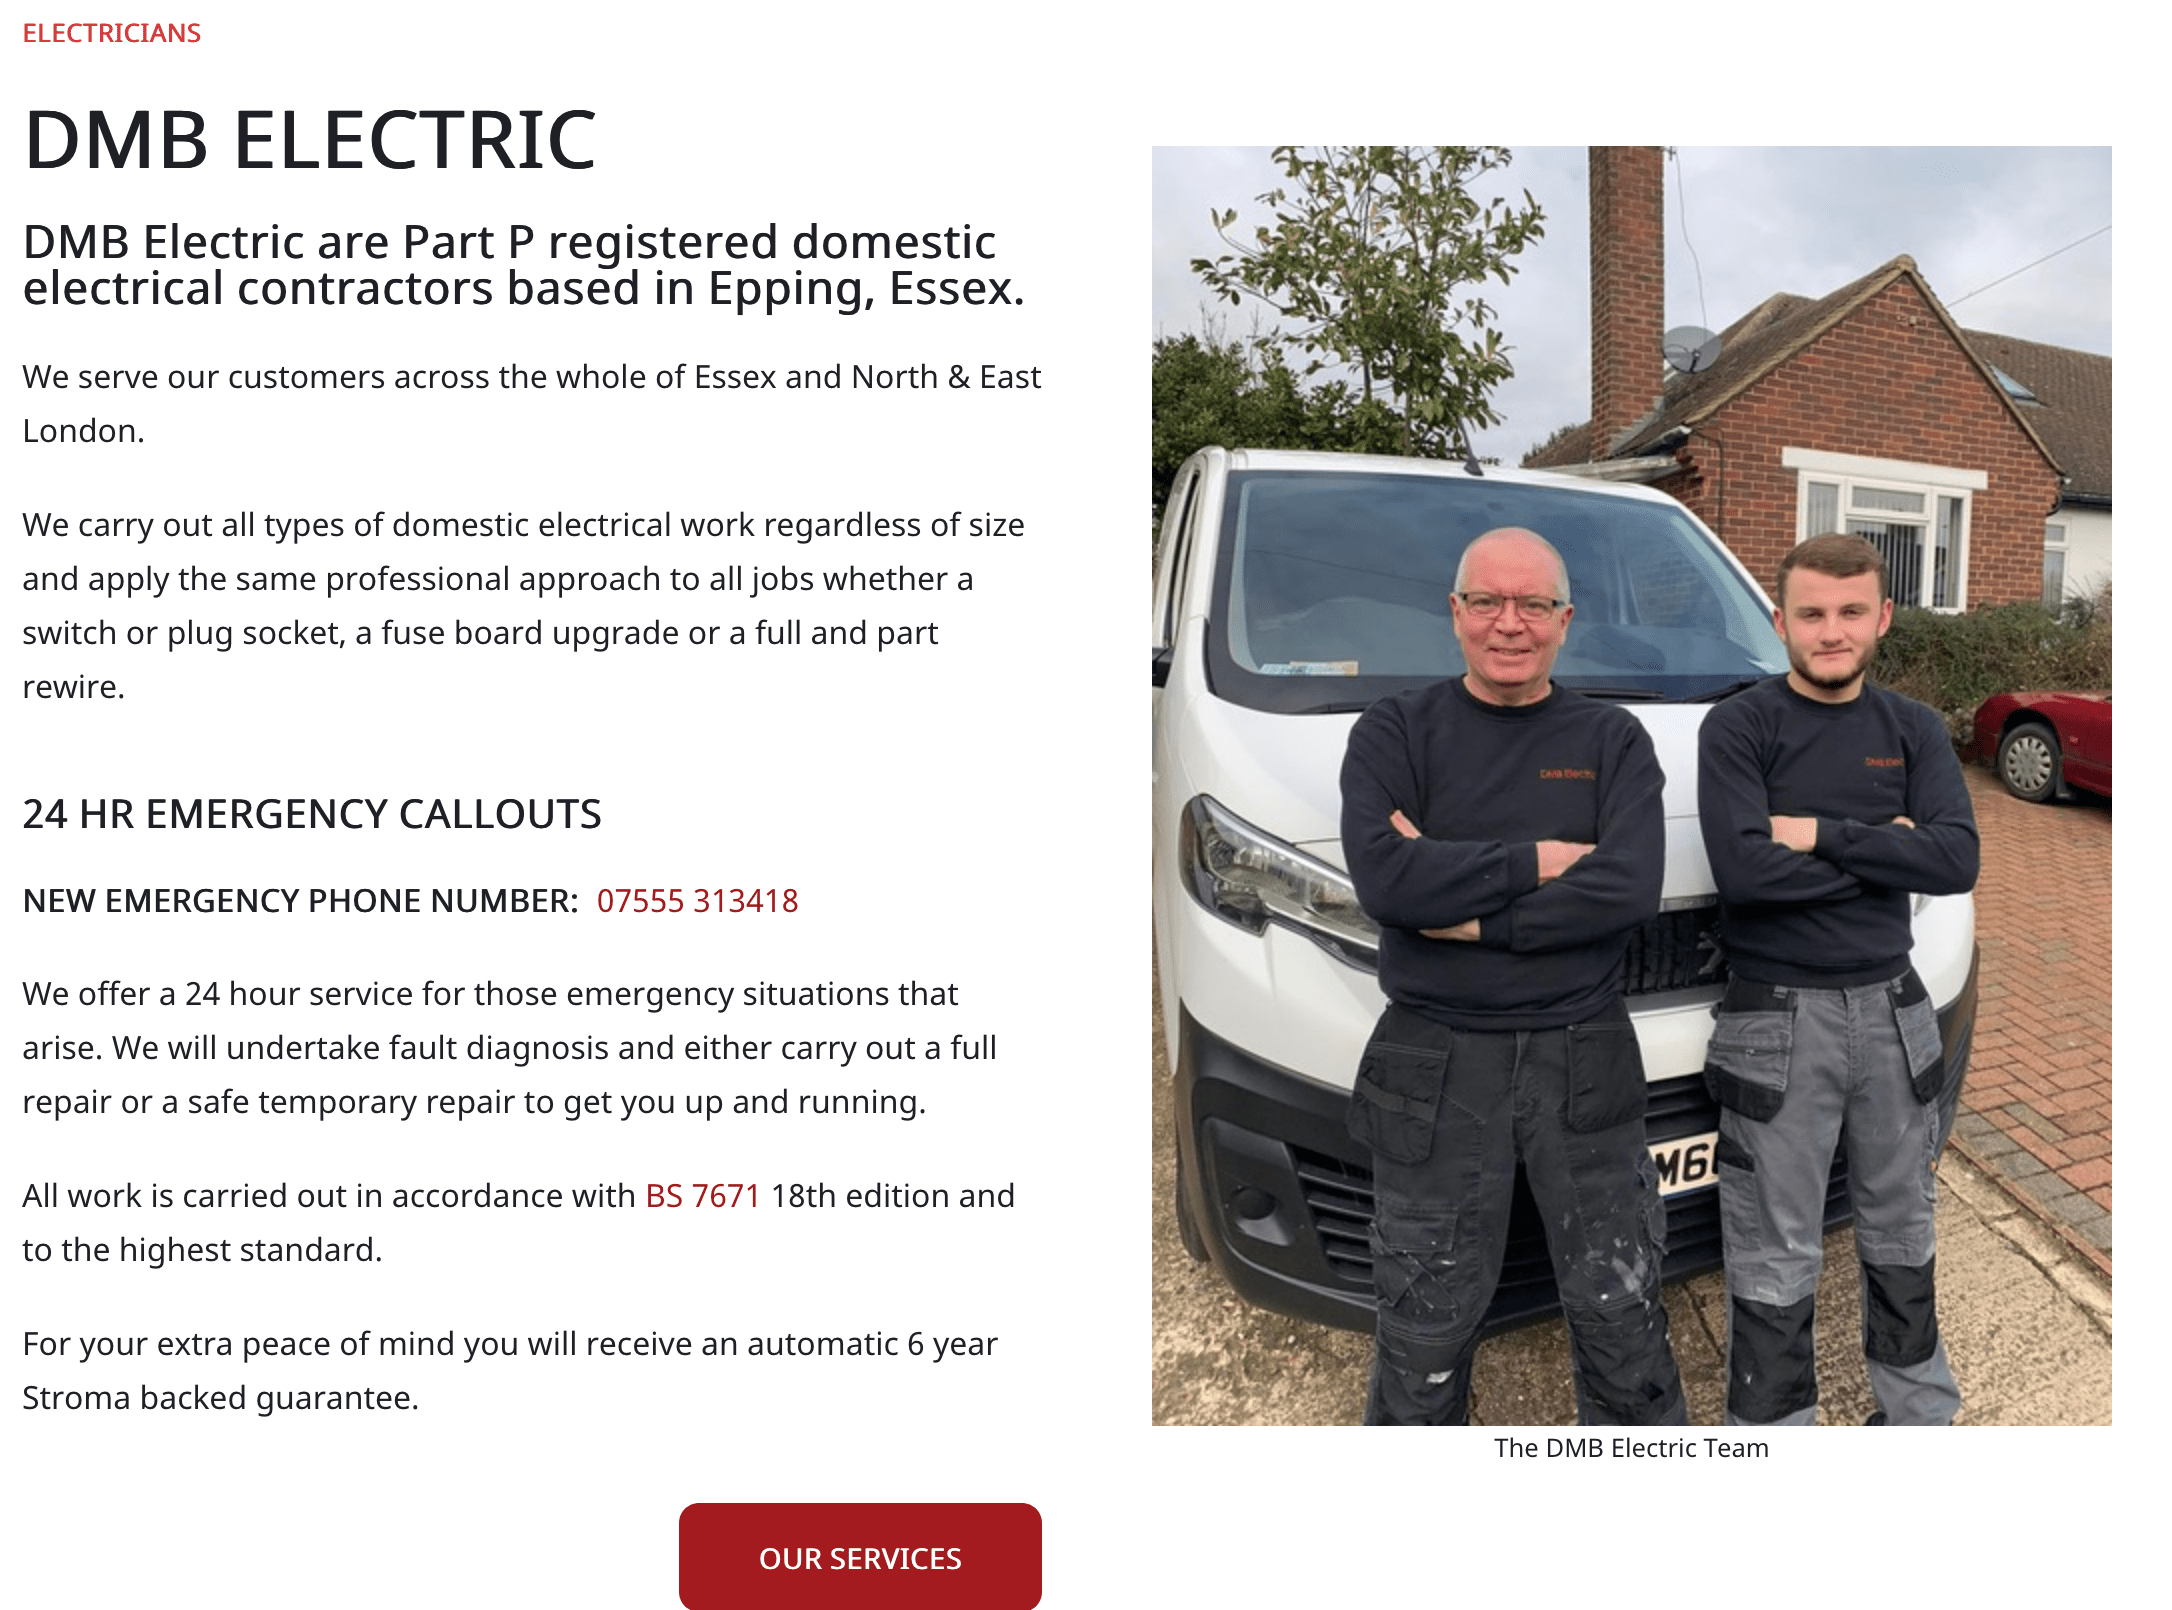 ELECTRICIANS
DMB ELECTRIC
DMB Electric are Part P registered domestic
electrical contractors based in Epping, Essex.
We serve our customers across the whole of Essex and North & East
London.
We carry out all types of domestic electrical work regardless of size
and apply the same professional approach to all jobs whether a
switch or plug socket, a fuse board upgrade or a full and part
rewire.
24 HR EMERGENCY CALLOUTS
NEW EMERGENCY PHONE NUMBER: 07555 313418
We offer a 24 hour service for those emergency situations that
arise. We will undertake fault diagnosis and either carry out a full
repair or a safe temporary repair to get you up and running.
All work is carried out in accordance with BS 7671 18th edition and
to the highest standard.
For your extra peace of mind you will receive an automatic 6 year
Stroma backed guarantee.
OUR SERVICES
DMB Electric
DMB Elec
M6
The DMB Electric Team